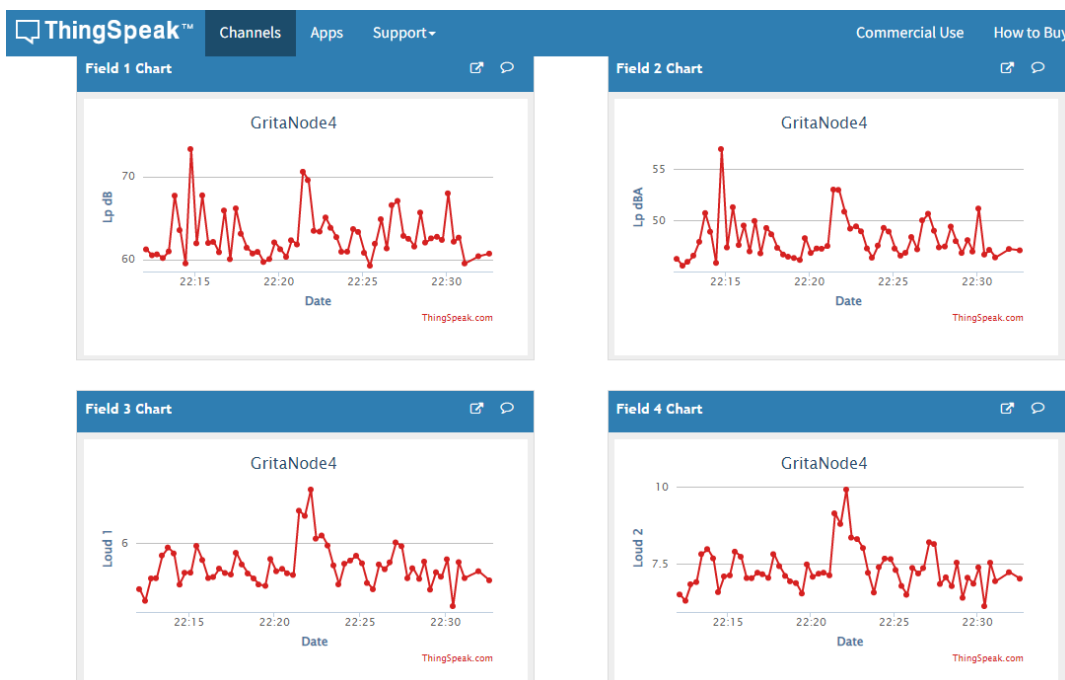 ThingSpeak™ Channels Apps Support Commercial Use How to Buy
Field 1 Chart
GritaNode4
Lp dB
70
60
22:15 22:20 22:25 22:30
Date
ThingSpeak.com
Field 2 Chart
GritaNode4
Lp dBA
55
50
22:15 22:20 22:25 22:30
Date
ThingSpeak.com
Field 3 Chart
GritaNode4
Loud 1
6
22:15 22:20 22:25 22:30
Date
ThingSpeak.com
Field 4 Chart
GritaNode4
Loud 2
10
7.5
22:15 22:20 22:25 22:30
Date
ThingSpeak.com